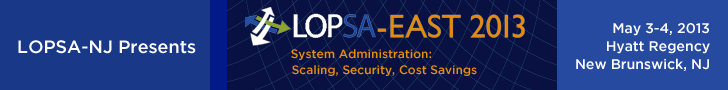 LOPSA-NJ Presents
LOPSA-EAST 2013
System Administration:
Scaling, Security, Cost Savings
May 3-4, 2013
Hyatt Regency
New Brunswick, NJ